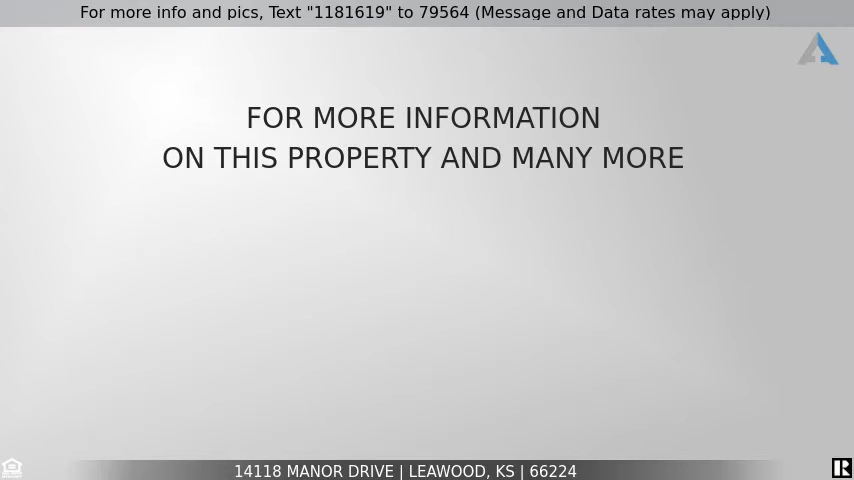 For more info and pics, Text "1181619" to 79564 (Message and Data rates may apply)
FOR MORE INFORMATION
ON THIS PROPERTY AND MANY MORE
14118 MANOR DRIVE | LEAWOOD, KS | 66224